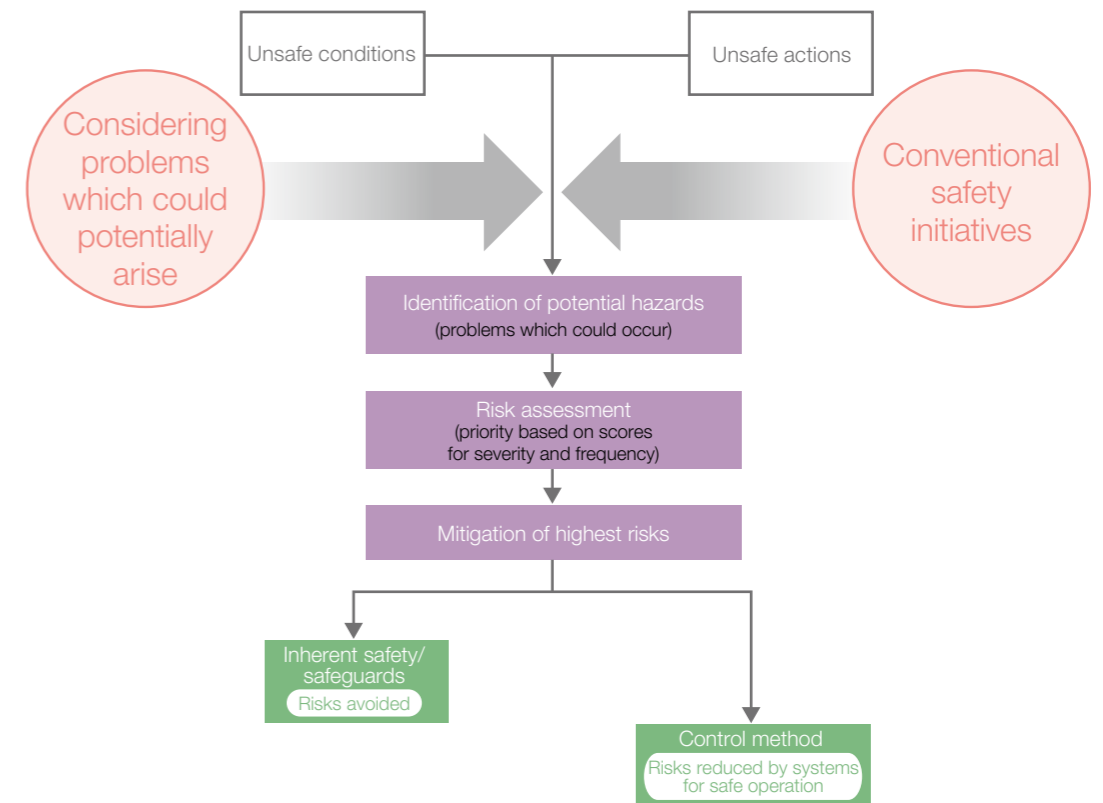 Unsafe conditions
Unsafe actions
Considering
problems
which could
potentially
arise
Conventional
safety
initiatives
Identification of potential hazards
(problems which could occur)
Risk assessment
(priority based on scores
for severity and frequency)
Mitigation of highest risks
Inherent safety/
safeguards
Risks avoided
Control method
Risks reduced by systems
for safe operation